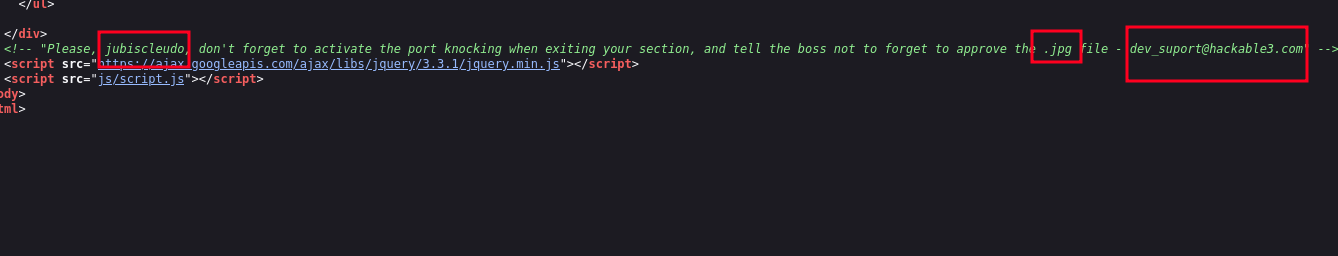 </ul>
</div>
<!-- "Please, jubiscleudo, don't forget to activate the port knocking when exiting your section, and tell the boss not to forget to approve the .jpg file - dev_suport@hackable3.com" -->
<script src="https://ajax.googleapis.com/ajax/libs/jquery/3.3.1/jquery.min.js"></script>
<script src="js/script.js"></script>
ody>
tml>